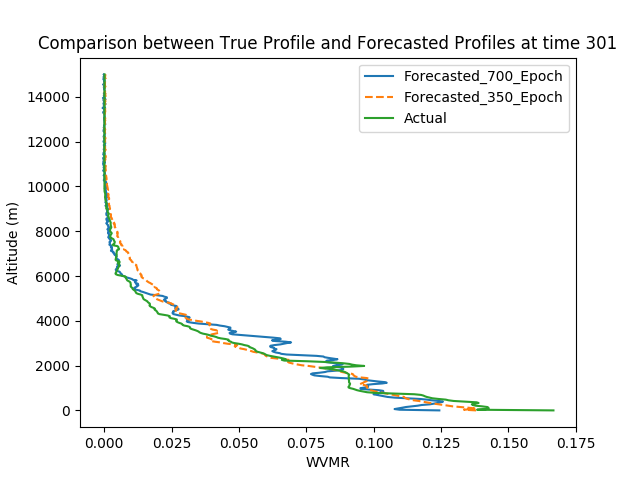 Comparison between True Profile and Forecasted Profiles at time 301
Forecasted_700_Epoch
Forecasted_350_Epoch
Actual
Altitude (m)
14000
12000
10000
8000
6000
4000
2000
0
0.000 0.025 0.050 0.075 0.100 0.125 0.150 0.175
WVMR